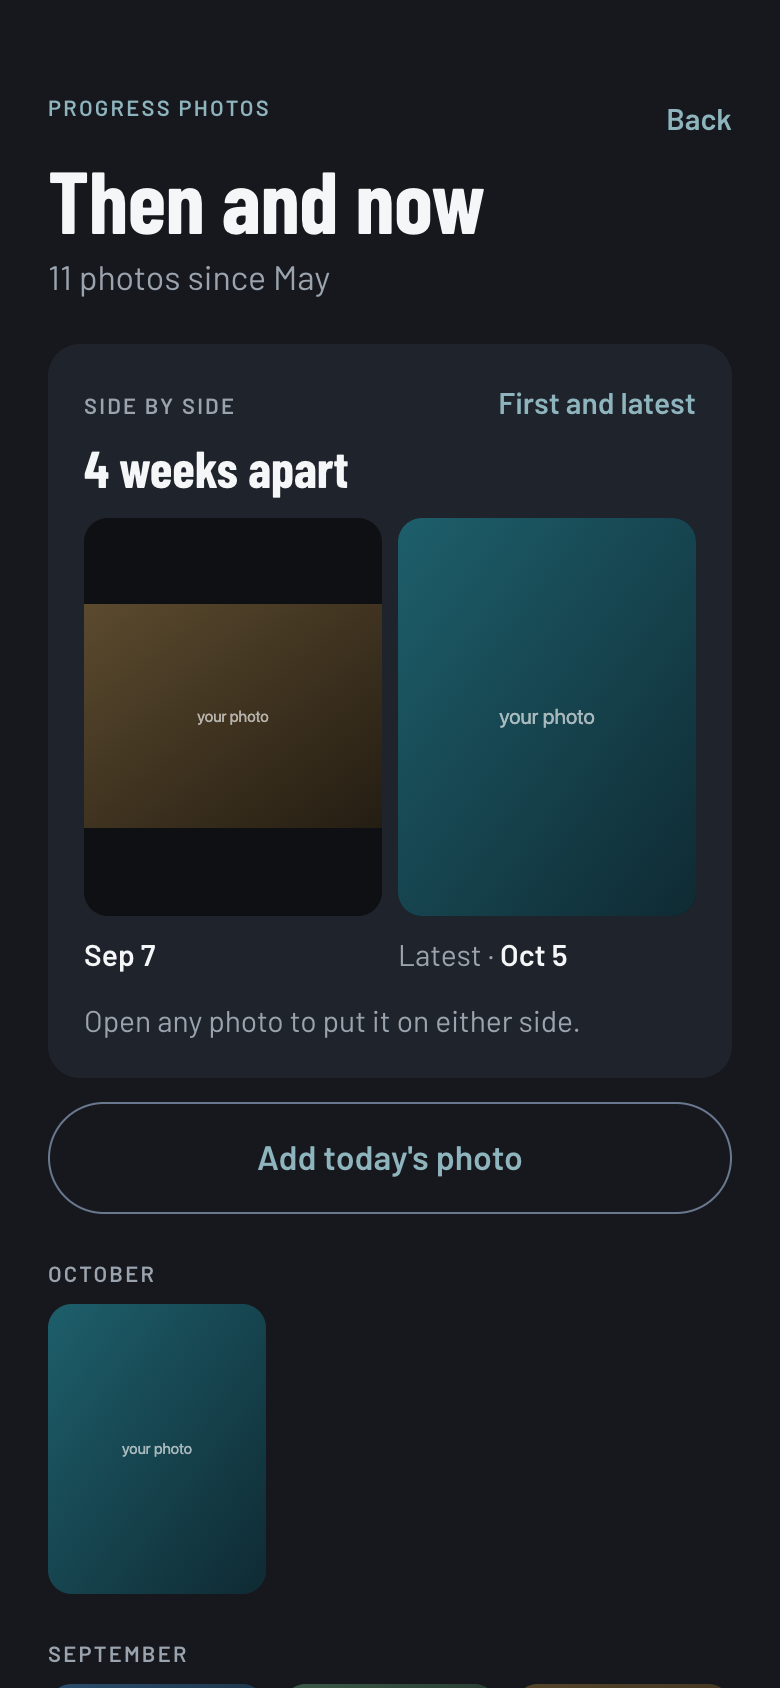 PROGRESS PHOTOS
Back
Then and now
11 photos since May
SIDE BY SIDE
First and latest
4 weeks apart
your photo
your photo
Sep 7
Latest · Oct 5
Open any photo to put it on either side.
Add today's photo
OCTOBER
your photo
SEPTEMBER